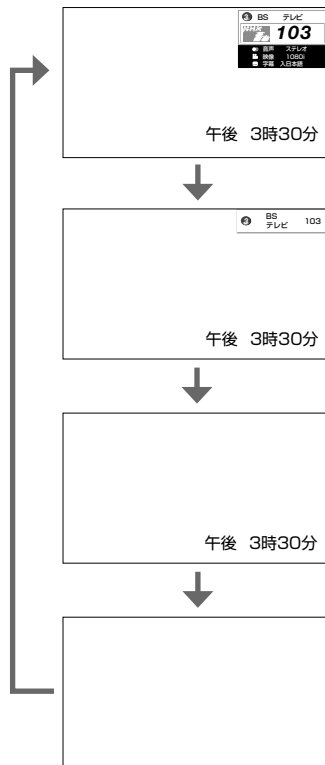 ③ BS テレビ
103
音声 ステレオ
映像 1080i
字幕 入日本語
午後 3時30分
③ BS テレビ 103
午後 3時30分
午後 3時30分